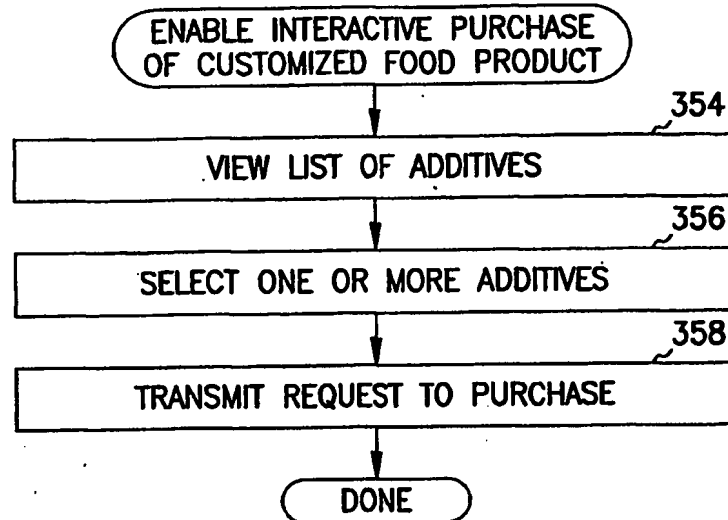 ENABLE INTERACTIVE PURCHASE
OF CUSTOMIZED FOOD PRODUCT
354
VIEW LIST OF ADDITIVES
356
SELECT ONE OR MORE ADDITIVES
358
TRANSMIT REQUEST TO PURCHASE
DONE